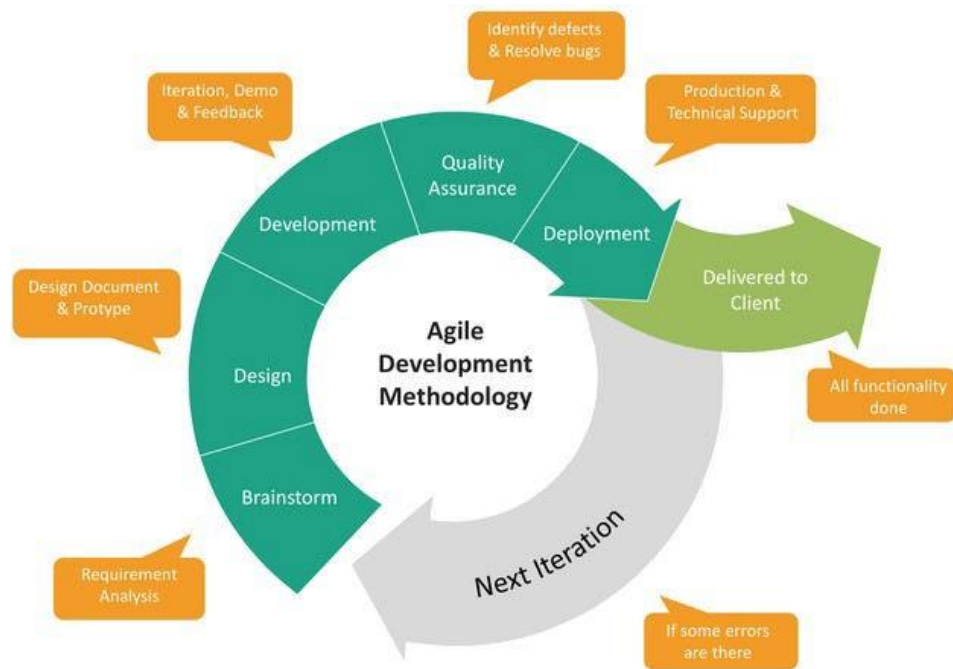 Identify defects
& Resolve bugs
Iteration, Demo
& Feedback
Production &
Technical Support
Quality
Assurance
Development
Deployment
Delivered to
Client
Design Document
& Protype
Agile
Development
Methodology
Design
All functionality
done
Brainstorm
Next Iteration
Requirement
Analysis
If some errors
are there